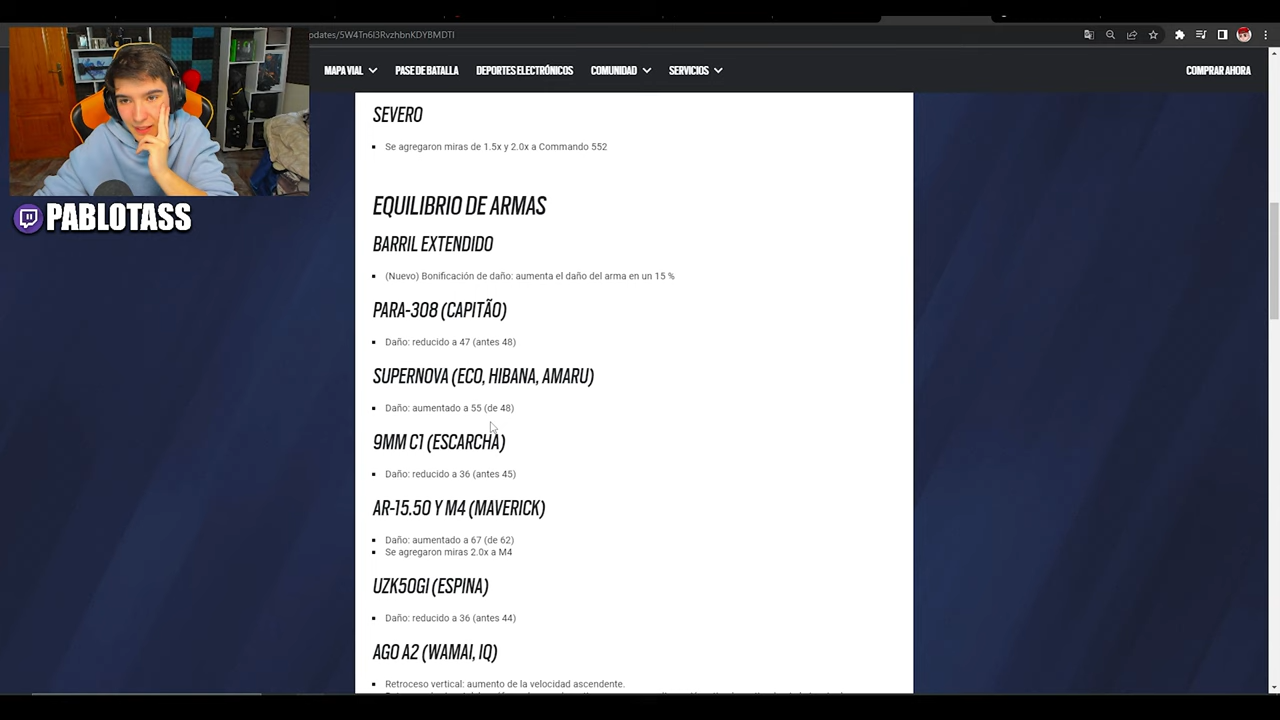 pdates/5W4Tn6I3RvzhbnKDYBMDTI
MAPA VIAL
PASE DE BATALLA
DEPORTES ELECTRÓNICOS
COMUNIDAD
SERVICIOS
COMPRAR AHORA
SEVERO
Se agregaron miras de 1.5x y 2.0x a Commando 552
PABLOTASS
EQUILIBRIO DE ARMAS
BARRIL EXTENDIDO
(Nuevo) Bonificación de daño: aumenta el daño del arma en un 15 %
PARA-308 (CAPITÃO)
Daño: reducido a 47 (antes 48)
SUPERNOVA (ECO, HIBANA, AMARU)
Daño: aumentado a 55 (de 48)
9MM C1 (ESCARCHA)
Daño: reducido a 36 (antes 45)
AR-15.50 Y M4 (MAVERICK)
Daño: aumentado a 67 (de 62)
Se agregaron miras 2.0x a M4
UZK50GI (ESPINA)
Daño: reducido a 36 (antes 44)
AGO A2 (WAMAI, IQ)
Retroceso vertical: aumento de la velocidad ascendente.